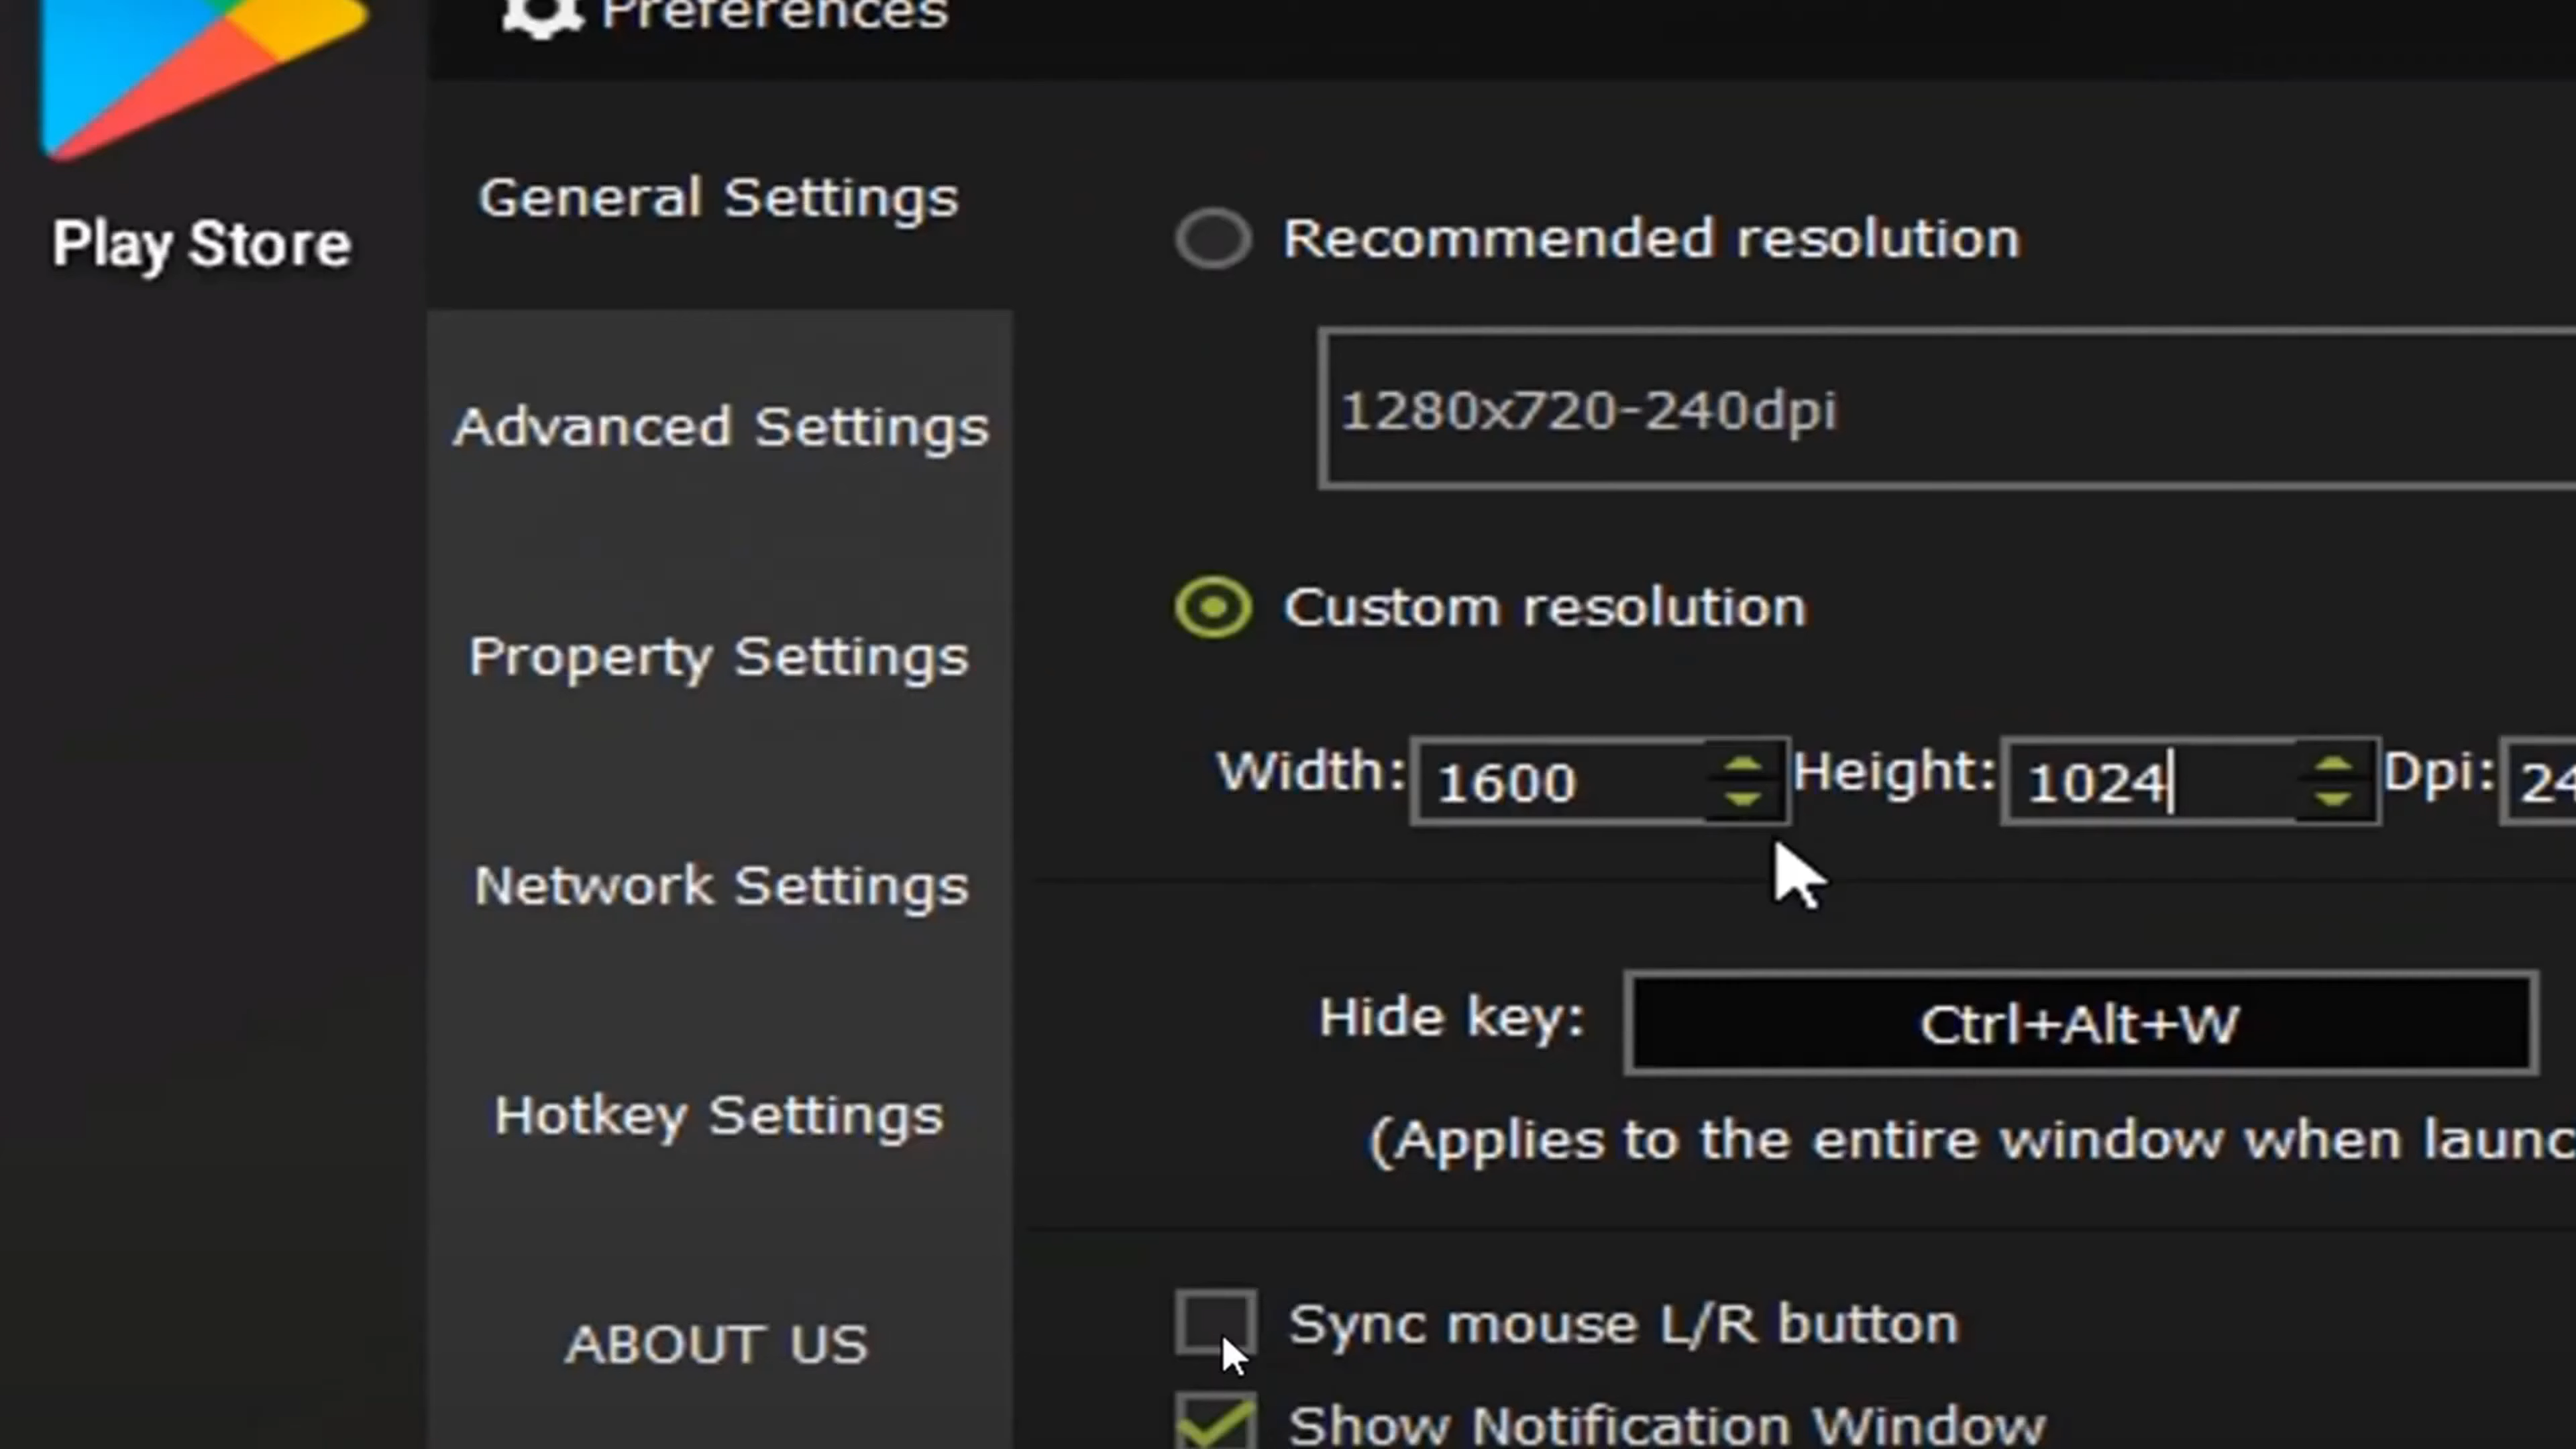 Preferences
Play Store
General Settings
Advanced Settings
Property Settings
Network Settings
Hotkey Settings
ABOUT US
Recommended resolution
1280x720-240dpi
Custom resolution
Width: 1600 Height: 1024 Dpi: 24
Hide key: Ctrl+Alt+W
(Applies to the entire window when launc
Sync mouse L/R button
Show Notification Window